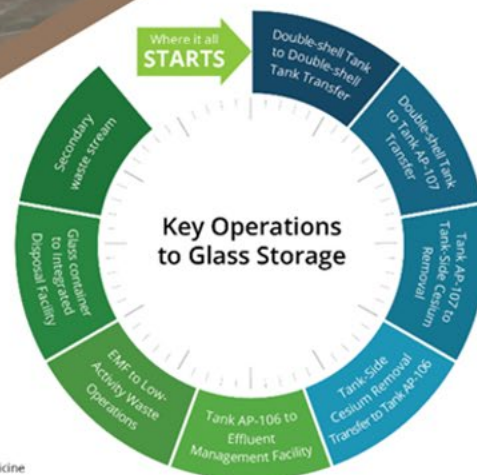 Where it all
STARTS
Double-shell Tank
to Double-shell
Tank Transfer
Double-shell Tank
to Tank AP-107
Transfer
Tank AP-107 to
Tank-Side Cesium
Removal
Tank-Side
Cesium Removal
Transfer to Tank AP-106
Tank AP-106 to
Effluent
Management Facility
EMF to Low-
Activity Waste
Operations
Glass container
to Integrated
Disposal Facility
Secondary
waste stream
Key Operations
to Glass Storage
icine